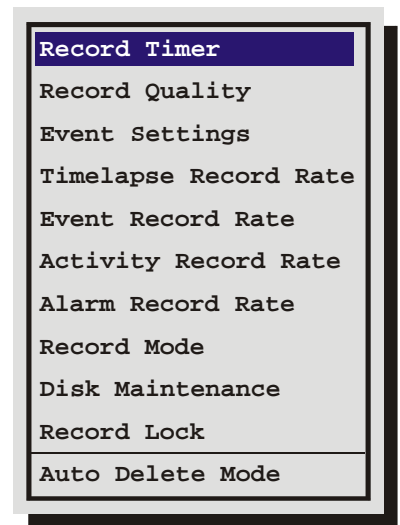 Record Timer
Record Quality
Event Settings
Timelapse Record Rate
Event Record Rate
Activity Record Rate
Alarm Record Rate
Record Mode
Disk Maintenance
Record Lock
Auto Delete Mode